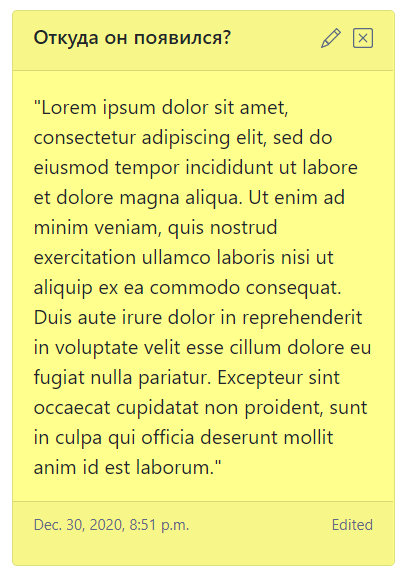 Откуда он появился?
"Lorem ipsum dolor sit amet,
consectetur adipiscing elit, sed do
eiusmod tempor incididunt ut labore
et dolore magna aliqua. Ut enim ad
minim veniam, quis nostrud
exercitation ullamco laboris nisi ut
aliquip ex ea commodo consequat.
Duis aute irure dolor in reprehenderit
in voluptate velit esse cillum dolore eu
fugiat nulla pariatur. Excepteur sint
occaecat cupidatat non proident, sunt
in culpa qui officia deserunt mollit
anim id est laborum."
Dec. 30, 2020, 8:51 p.m. Edited